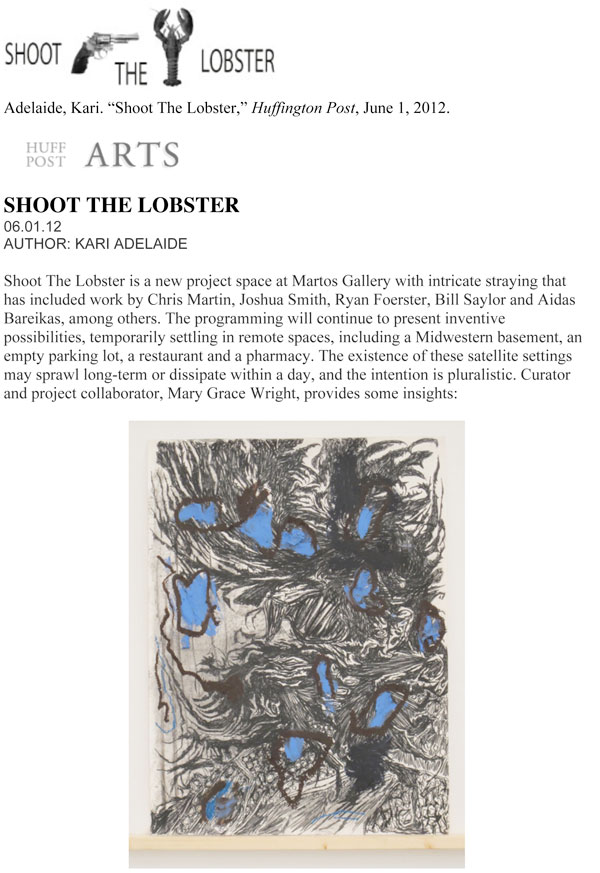 SHOOT THE LOBSTER
Adelaide, Kari. “Shoot The Lobster,” Huffington Post, June 1, 2012.
HUFF
POST ARTS
SHOOT THE LOBSTER
06.01.12
AUTHOR: KARI ADELAIDE
Shoot The Lobster is a new project space at Martos Gallery with intricate straying that
has included work by Chris Martin, Joshua Smith, Ryan Foerster, Bill Saylor and Aidas
Bareikas, among others. The programming will continue to present inventive
possibilities, temporarily settling in remote spaces, including a Midwestern basement, an
empty parking lot, a restaurant and a pharmacy. The existence of these satellite settings
may sprawl long-term or dissipate within a day, and the intention is pluralistic. Curator
and project collaborator, Mary Grace Wright, provides some insights: